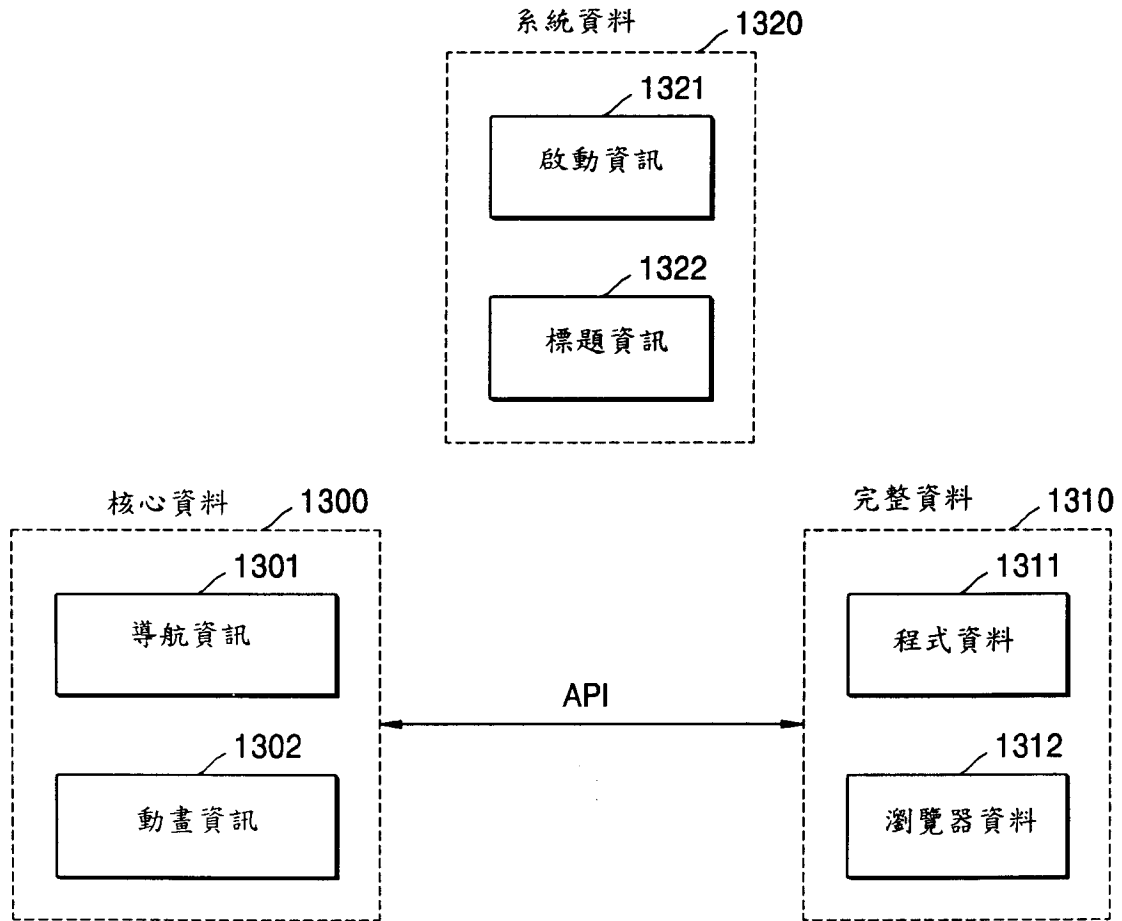 系統資料
1320
1321
啟動資訊
1322
標題資訊
核心資料
1300
1301
導航資訊
1302
動畫資訊
API
完整資料
1310
1311
程式資料
1312
瀏覽器資料